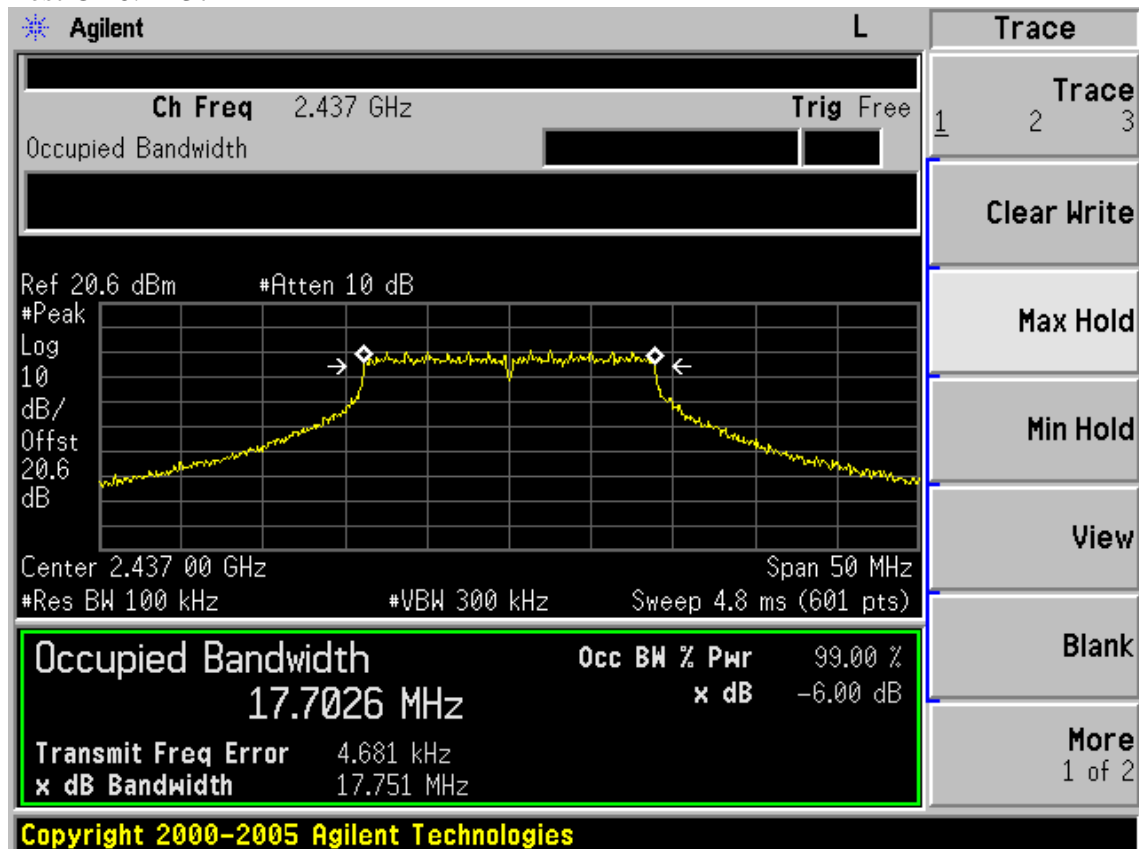 Agilent L Trace
Ch Freq 2.437 GHz Trig Free
Occupied Bandwidth
Trace
1 2 3
Clear Write
Max Hold
Min Hold
View
Blank
More
1 of 2
Ref 20.6 dBm #Atten 10 dB
#Peak
Log
10
dB/
Offst
20.6
dB
Center 2.437 00 GHz Span 50 MHz
#Res BW 100 kHz #VBW 300 kHz Sweep 4.8 ms (601 pts)
Occupied Bandwidth Occ BW % Pwr 99.00 %
17.7026 MHz x dB -6.00 dB
Transmit Freq Error 4.681 kHz
x dB Bandwidth 17.751 MHz
Copyright 2000-2005 Agilent Technologies